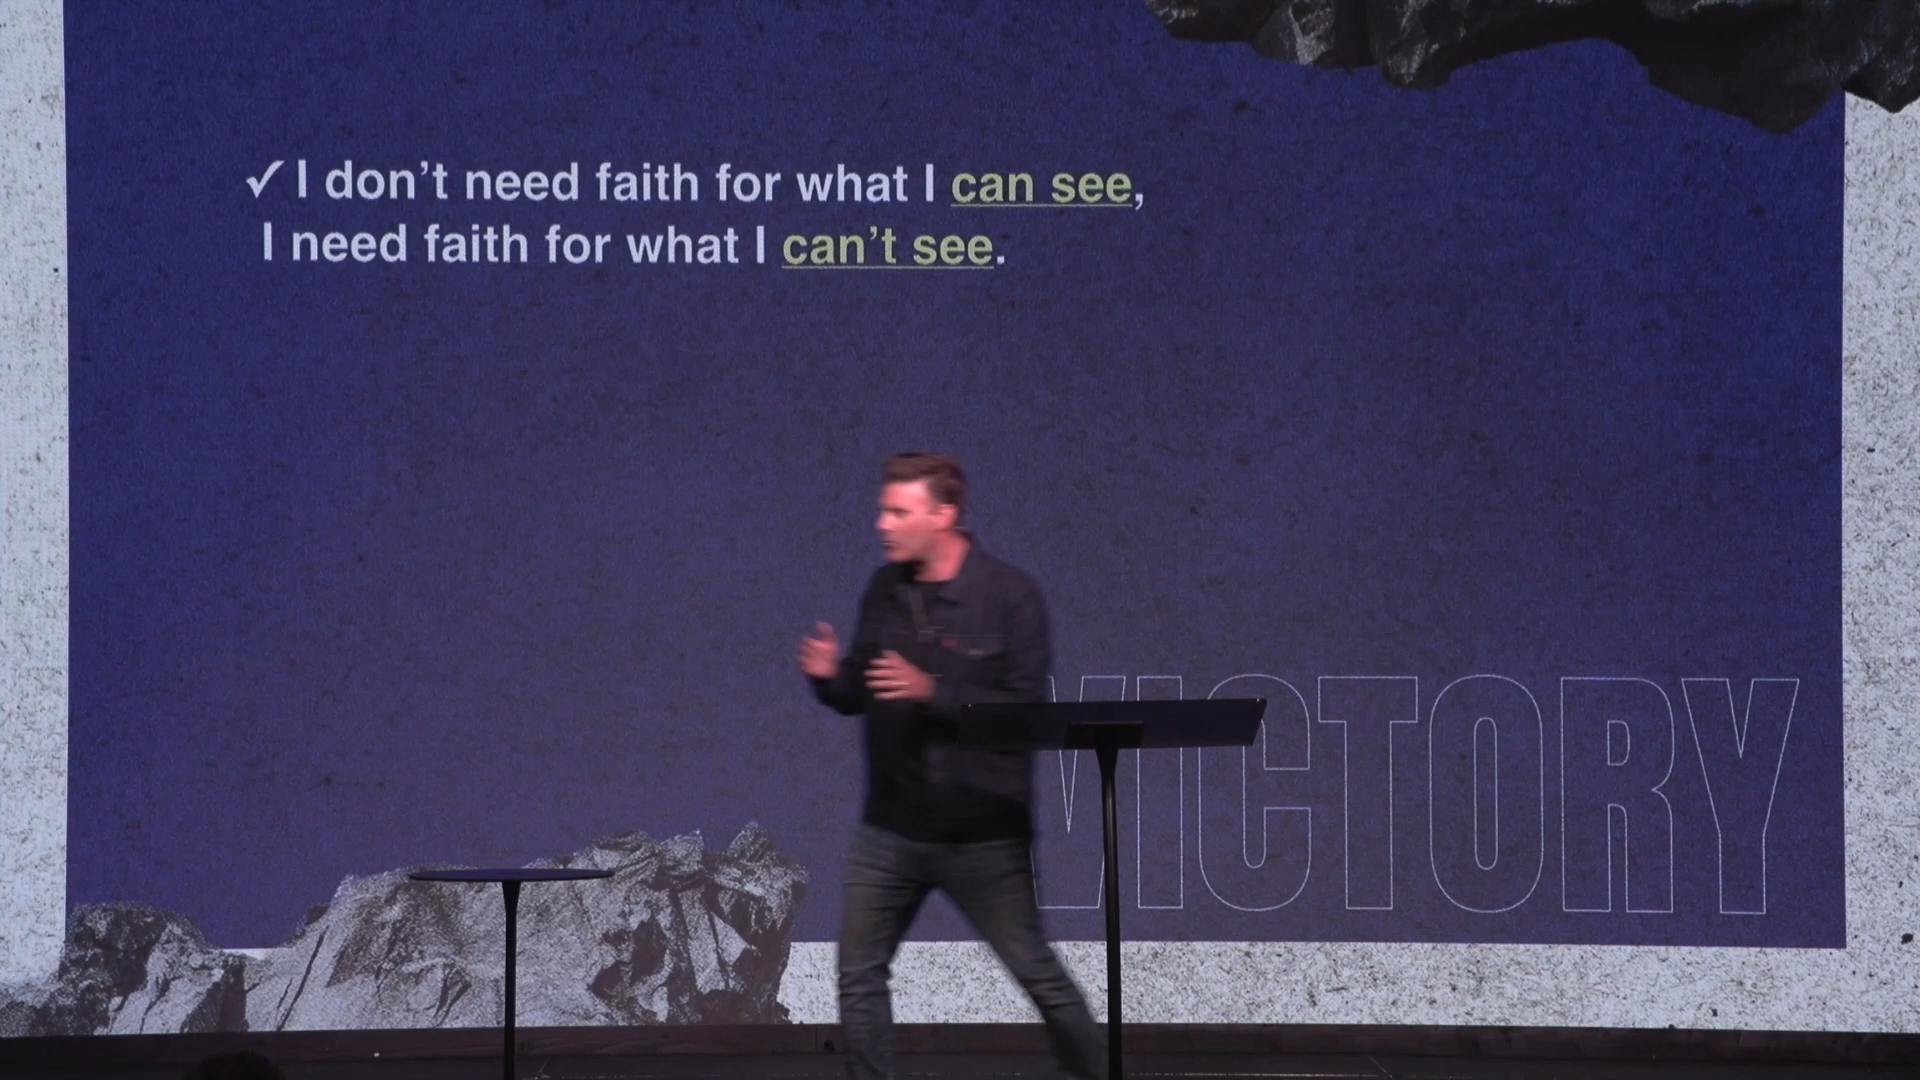 ✓ I don’t need faith for what I can see,
I need faith for what I can’t see.
VICTORY